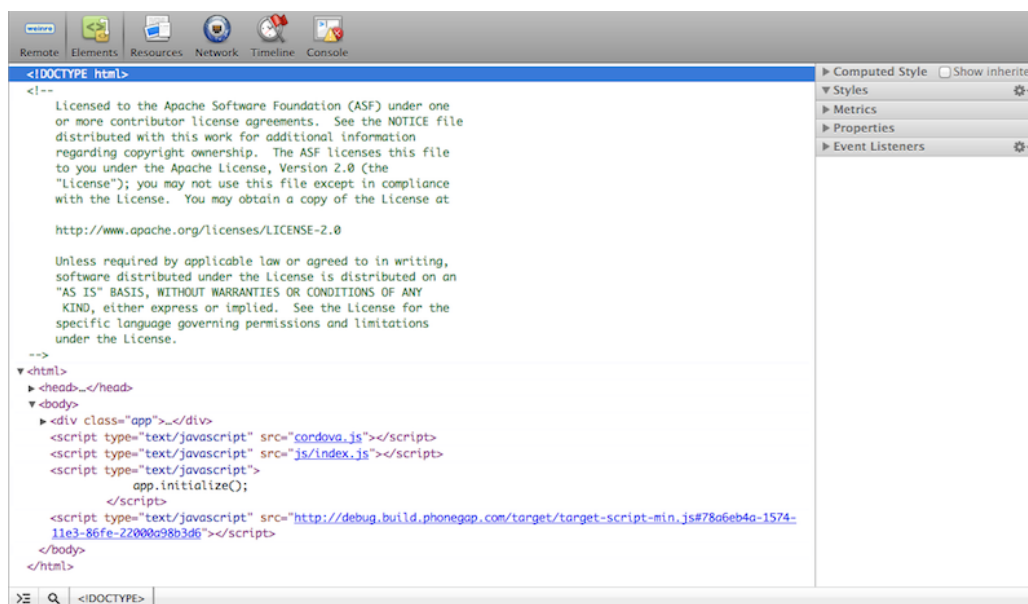 weinre
Remote Elements Resources Network Timeline Console
<!DOCTYPE html>
<!--
Licensed to the Apache Software Foundation (ASF) under one
or more contributor license agreements. See the NOTICE file
distributed with this work for additional information
regarding copyright ownership. The ASF licenses this file
to you under the Apache License, Version 2.0 (the
"License"); you may not use this file except in compliance
with the License. You may obtain a copy of the License at
http://www.apache.org/licenses/LICENSE-2.0
Unless required by applicable law or agreed to in writing,
software distributed under the License is distributed on an
"AS IS" BASIS, WITHOUT WARRANTIES OR CONDITIONS OF ANY
KIND, either express or implied. See the License for the
specific language governing permissions and limitations
under the License.
-->
<html>
<head>…</head>
<body>
<div class="app">…</div>
<script type="text/javascript" src="cordova.js"></script>
<script type="text/javascript" src="js/index.js"></script>
<script type="text/javascript">
app.initialize();
</script>
<script type="text/javascript" src="http://debug.build.phonegap.com/target/target-script-min.js#78a6eb4a-1574-
11e3-86fe-22000a98b3d6"></script>
</body>
</html>
<!DOCTYPE>
Computed Style Show inherite
Styles
Metrics
Properties
Event Listeners